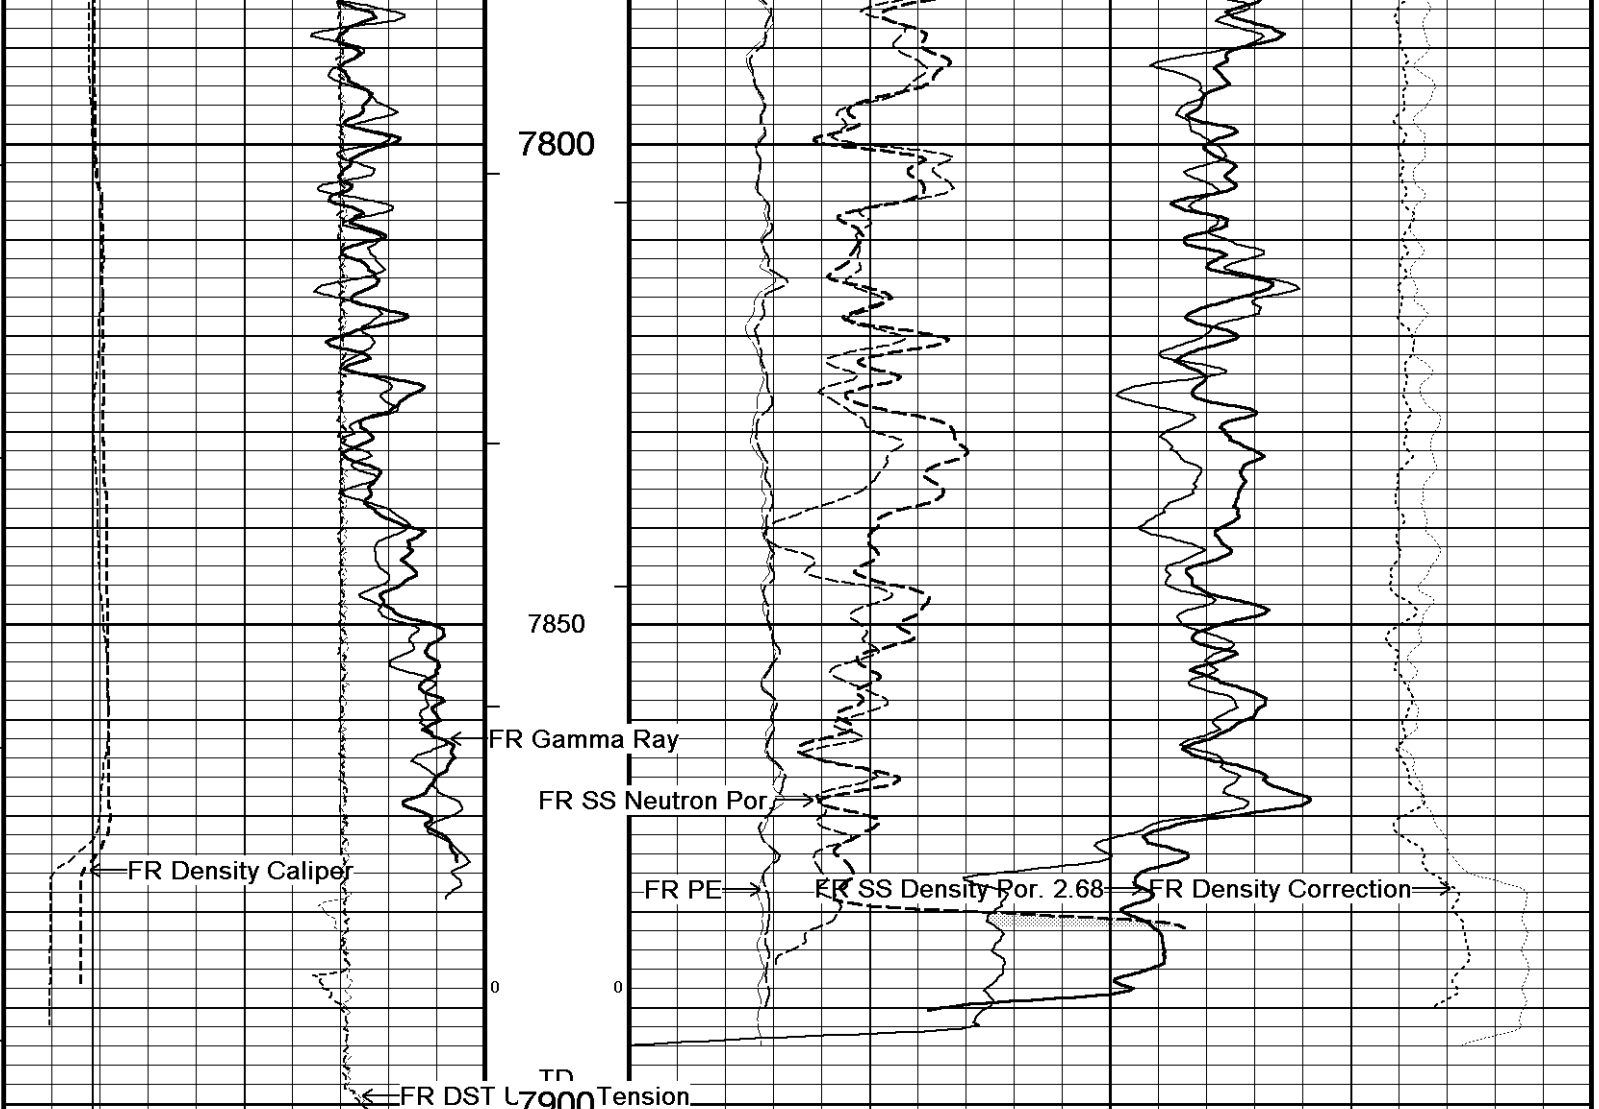 7800
7850
FR Gamma Ray
FR SS Neutron Por.
FR Density Caliper
FR PE
FR SS Density Por. 2.68
FR Density Correction
0
0
TD
FR DST
7900
Tension